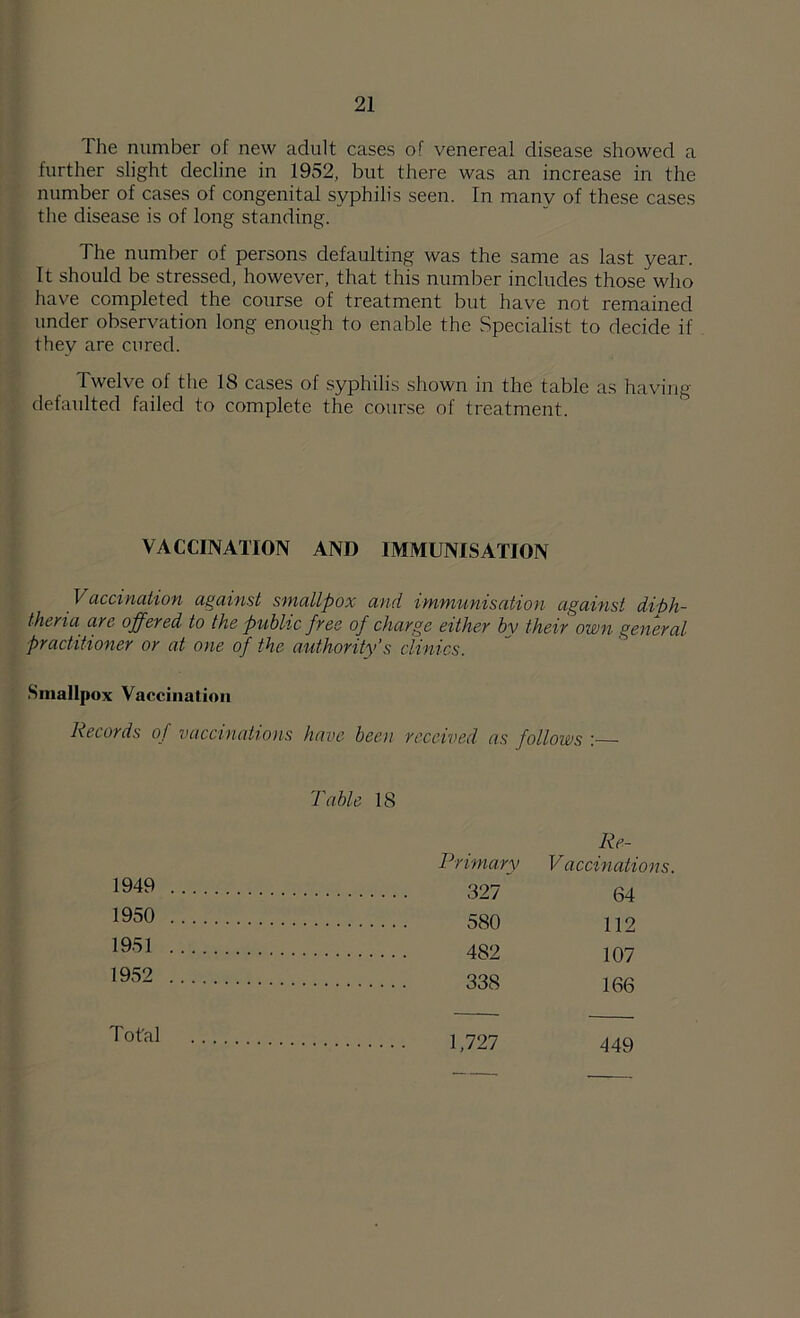 21
The number of new adult cases of venereal disease showed a
further slight decline in 1952, but there was an increase in the
number of cases of congenital syphilis seen. In many of these cases
the disease is of long standing.
The number of persons defaulting was the same as last year.
It should be stressed, however, that this number includes those who
have completed the course of treatment but have not remained
under observation long enough to enable the Specialist to decide if
they are cured.
Twelve of the 18 cases of syphilis shown in the table as having
defaulted failed to complete the course of treatment.
VACCINATION AND IMMUNISATION
Vaccination against smallpox and immunisation against diph-
theria are offered to the public free of charge either by their own general
practitioner or at one of the authority's clinics.
Smallpox Vaccination
Records of vaccinations have been received as follows :—
Table 18
Re-
Primary Vaccinations.
1949 .................... 327 64
1950 .................... 580 112
1951 .................... 482 107
1952 .................... 338 166
Total .................... 1,727 449